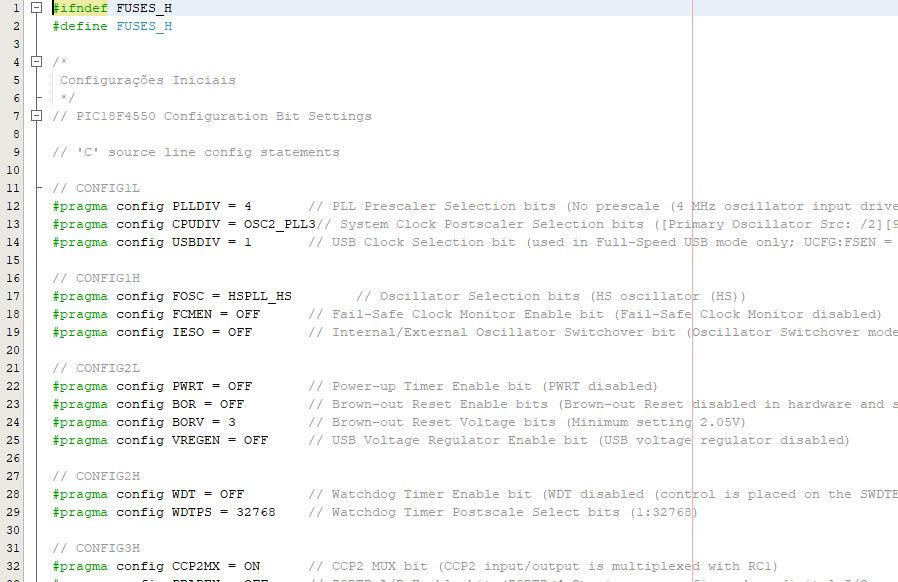 1 #ifndef FUSES_H
2 #define FUSES_H
3
4 /*
5 Configurações Iniciais
6 */
7 // PIC18F4550 Configuration Bit Settings
8
9 // 'C' source line config statements
10
11 // CONFIG1L
12 #pragma config PLLDIV = 4 // PLL Prescaler Selection bits (No prescale (4 MHz oscillator input drive
13 #pragma config CPUDIV = OSC2_PLL3// System Clock Postscaler Selection bits ([Primary Oscillator Src: /2][9
14 #pragma config USBDIV = 1 // USB Clock Selection bit (used in Full-Speed USB mode only; UCFG:FSEN =
15
16 // CONFIG1H
17 #pragma config FOSC = HSPLL_HS // Oscillator Selection bits (HS oscillator (HS))
18 #pragma config FCMEN = OFF // Fail-Safe Clock Monitor Enable bit (Fail-Safe Clock Monitor disabled)
19 #pragma config IESO = OFF // Internal/External Oscillator Switchover bit (Oscillator Switchover mode
20
21 // CONFIG2L
22 #pragma config PWRT = OFF // Power-up Timer Enable bit (PWRT disabled)
23 #pragma config BOR = OFF // Brown-out Reset Enable bits (Brown-out Reset disabled in hardware and s
24 #pragma config BORV = 3 // Brown-out Reset Voltage bits (Minimum setting 2.05V)
25 #pragma config VREGEN = OFF // USB Voltage Regulator Enable bit (USB voltage regulator disabled)
26
27 // CONFIG2H
28 #pragma config WDT = OFF // Watchdog Timer Enable bit (WDT disabled (control is placed on the SWDTE
29 #pragma config WDTPS = 32768 // Watchdog Timer Postscale Select bits (1:32768)
30
31 // CONFIG3H
32 #pragma config CCP2MX = ON // CCP2 MUX bit (CCP2 input/output is multiplexed with RC1)